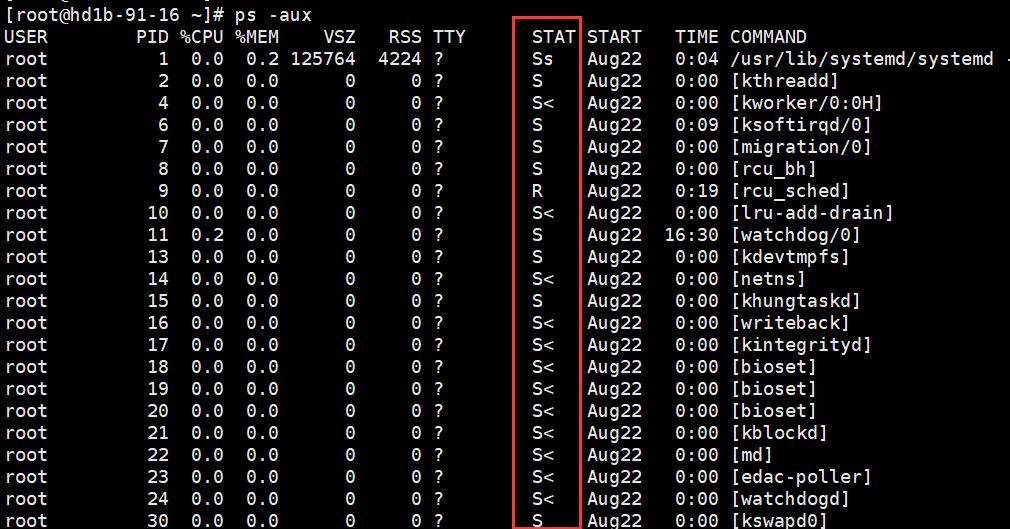 [root@hd1b-91-16 ~]# ps -aux
USER       PID %CPU %MEM    VSZ   RSS TTY      STAT START   TIME COMMAND
root         1  0.0  0.2 125764  4224 ?        Ss   Aug22   0:04 /usr/lib/systemd/systemd -
root         2  0.0  0.0      0     0 ?        S    Aug22   0:00 [kthreadd]
root         4  0.0  0.0      0     0 ?        S<   Aug22   0:00 [kworker/0:0H]
root         6  0.0  0.0      0     0 ?        S    Aug22   0:09 [ksoftirqd/0]
root         7  0.0  0.0      0     0 ?        S    Aug22   0:00 [migration/0]
root         8  0.0  0.0      0     0 ?        S    Aug22   0:00 [rcu_bh]
root         9  0.0  0.0      0     0 ?        R    Aug22   0:19 [rcu_sched]
root        10  0.0  0.0      0     0 ?        S<   Aug22   0:00 [lru-add-drain]
root        11  0.2  0.0      0     0 ?        S    Aug22  16:30 [watchdog/0]
root        13  0.0  0.0      0     0 ?        S    Aug22   0:00 [kdevtmpfs]
root        14  0.0  0.0      0     0 ?        S<   Aug22   0:00 [netns]
root        15  0.0  0.0      0     0 ?        S    Aug22   0:00 [khungtaskd]
root        16  0.0  0.0      0     0 ?        S<   Aug22   0:00 [writeback]
root        17  0.0  0.0      0     0 ?        S<   Aug22   0:00 [kintegrityd]
root        18  0.0  0.0      0     0 ?        S<   Aug22   0:00 [bioset]
root        19  0.0  0.0      0     0 ?        S<   Aug22   0:00 [bioset]
root        20  0.0  0.0      0     0 ?        S<   Aug22   0:00 [bioset]
root        21  0.0  0.0      0     0 ?        S<   Aug22   0:00 [kblockd]
root        22  0.0  0.0      0     0 ?        S<   Aug22   0:00 [md]
root        23  0.0  0.0      0     0 ?        S<   Aug22   0:00 [edac-poller]
root        24  0.0  0.0      0     0 ?        S<   Aug22   0:00 [watchdogd]
root        30  0.0  0.0      0     0 ?        S    Aug22   0:00 [kswapd0]